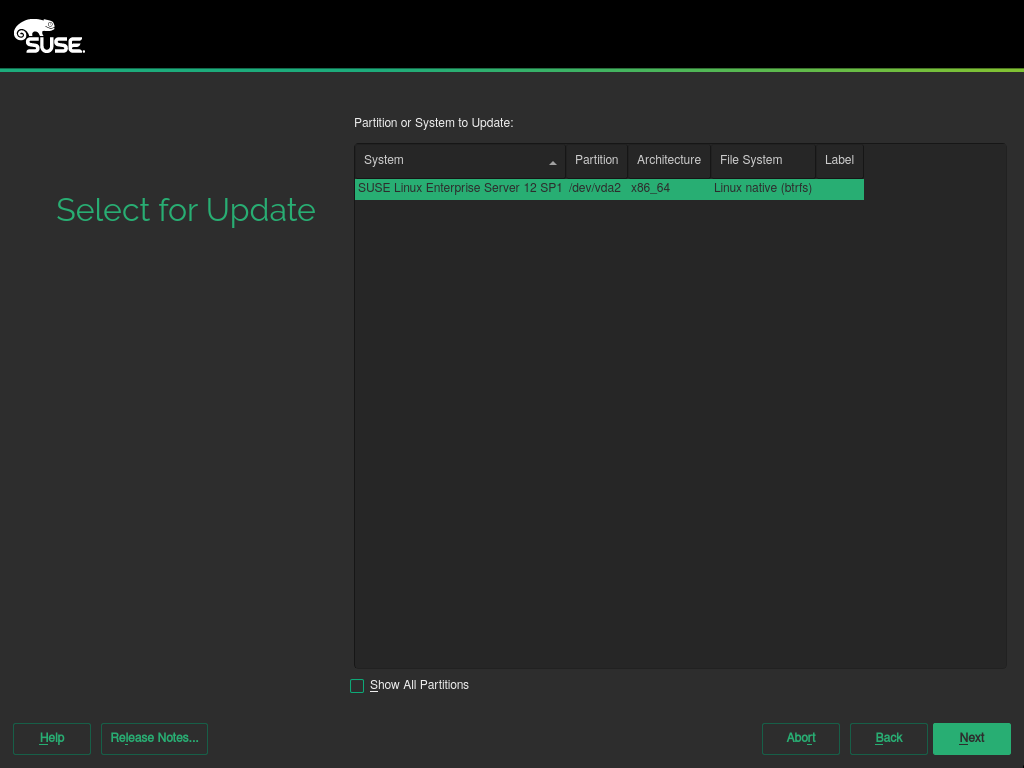 SUSE.
Partition or System to Update:
System Partition Architecture File System Label
SUSE Linux Enterprise Server 12 SP1 /dev/vda2 x86_64 Linux native (btrfs)
Select for Update
Show All Partitions
Help Release Notes... Abort Back Next